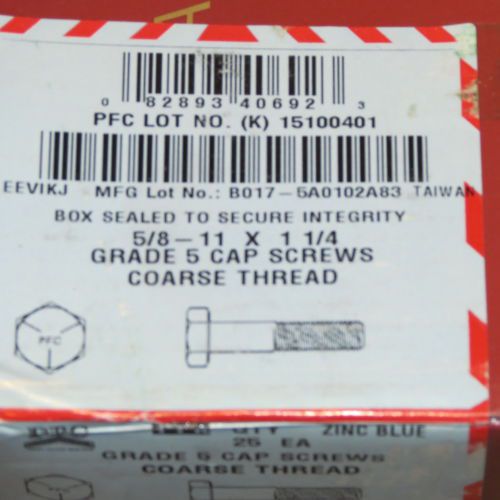 0 82893 40692 3
PFC LOT NO. (K) 15100401
EEVIKJ MFG Lot No.: B017-5A0102A83 TAIWAN
BOX SEALED TO SECURE INTEGRITY
5/8-11 X 1 1/4
GRADE 5 CAP SCREWS
COARSE THREAD
PFC
PFC QTY ZINC BLUE
25 EA
GRADE 5 CAP SCREWS
COARSE THREAD